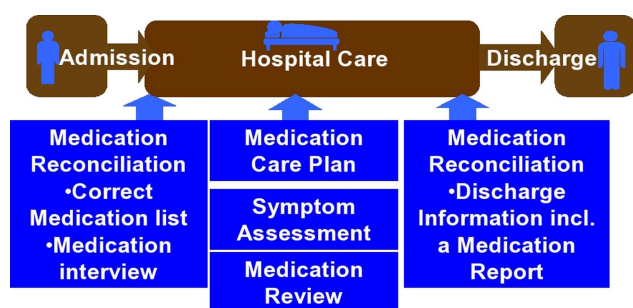 Admission
Hospital Care
Discharge
Medication
Reconciliation
•Correct
Medication list
•Medication
interview
Medication
Care Plan
Symptom
Assessment
Medication
Review
Medication
Reconciliation
•Discharge
Information incl.
a Medication
Report